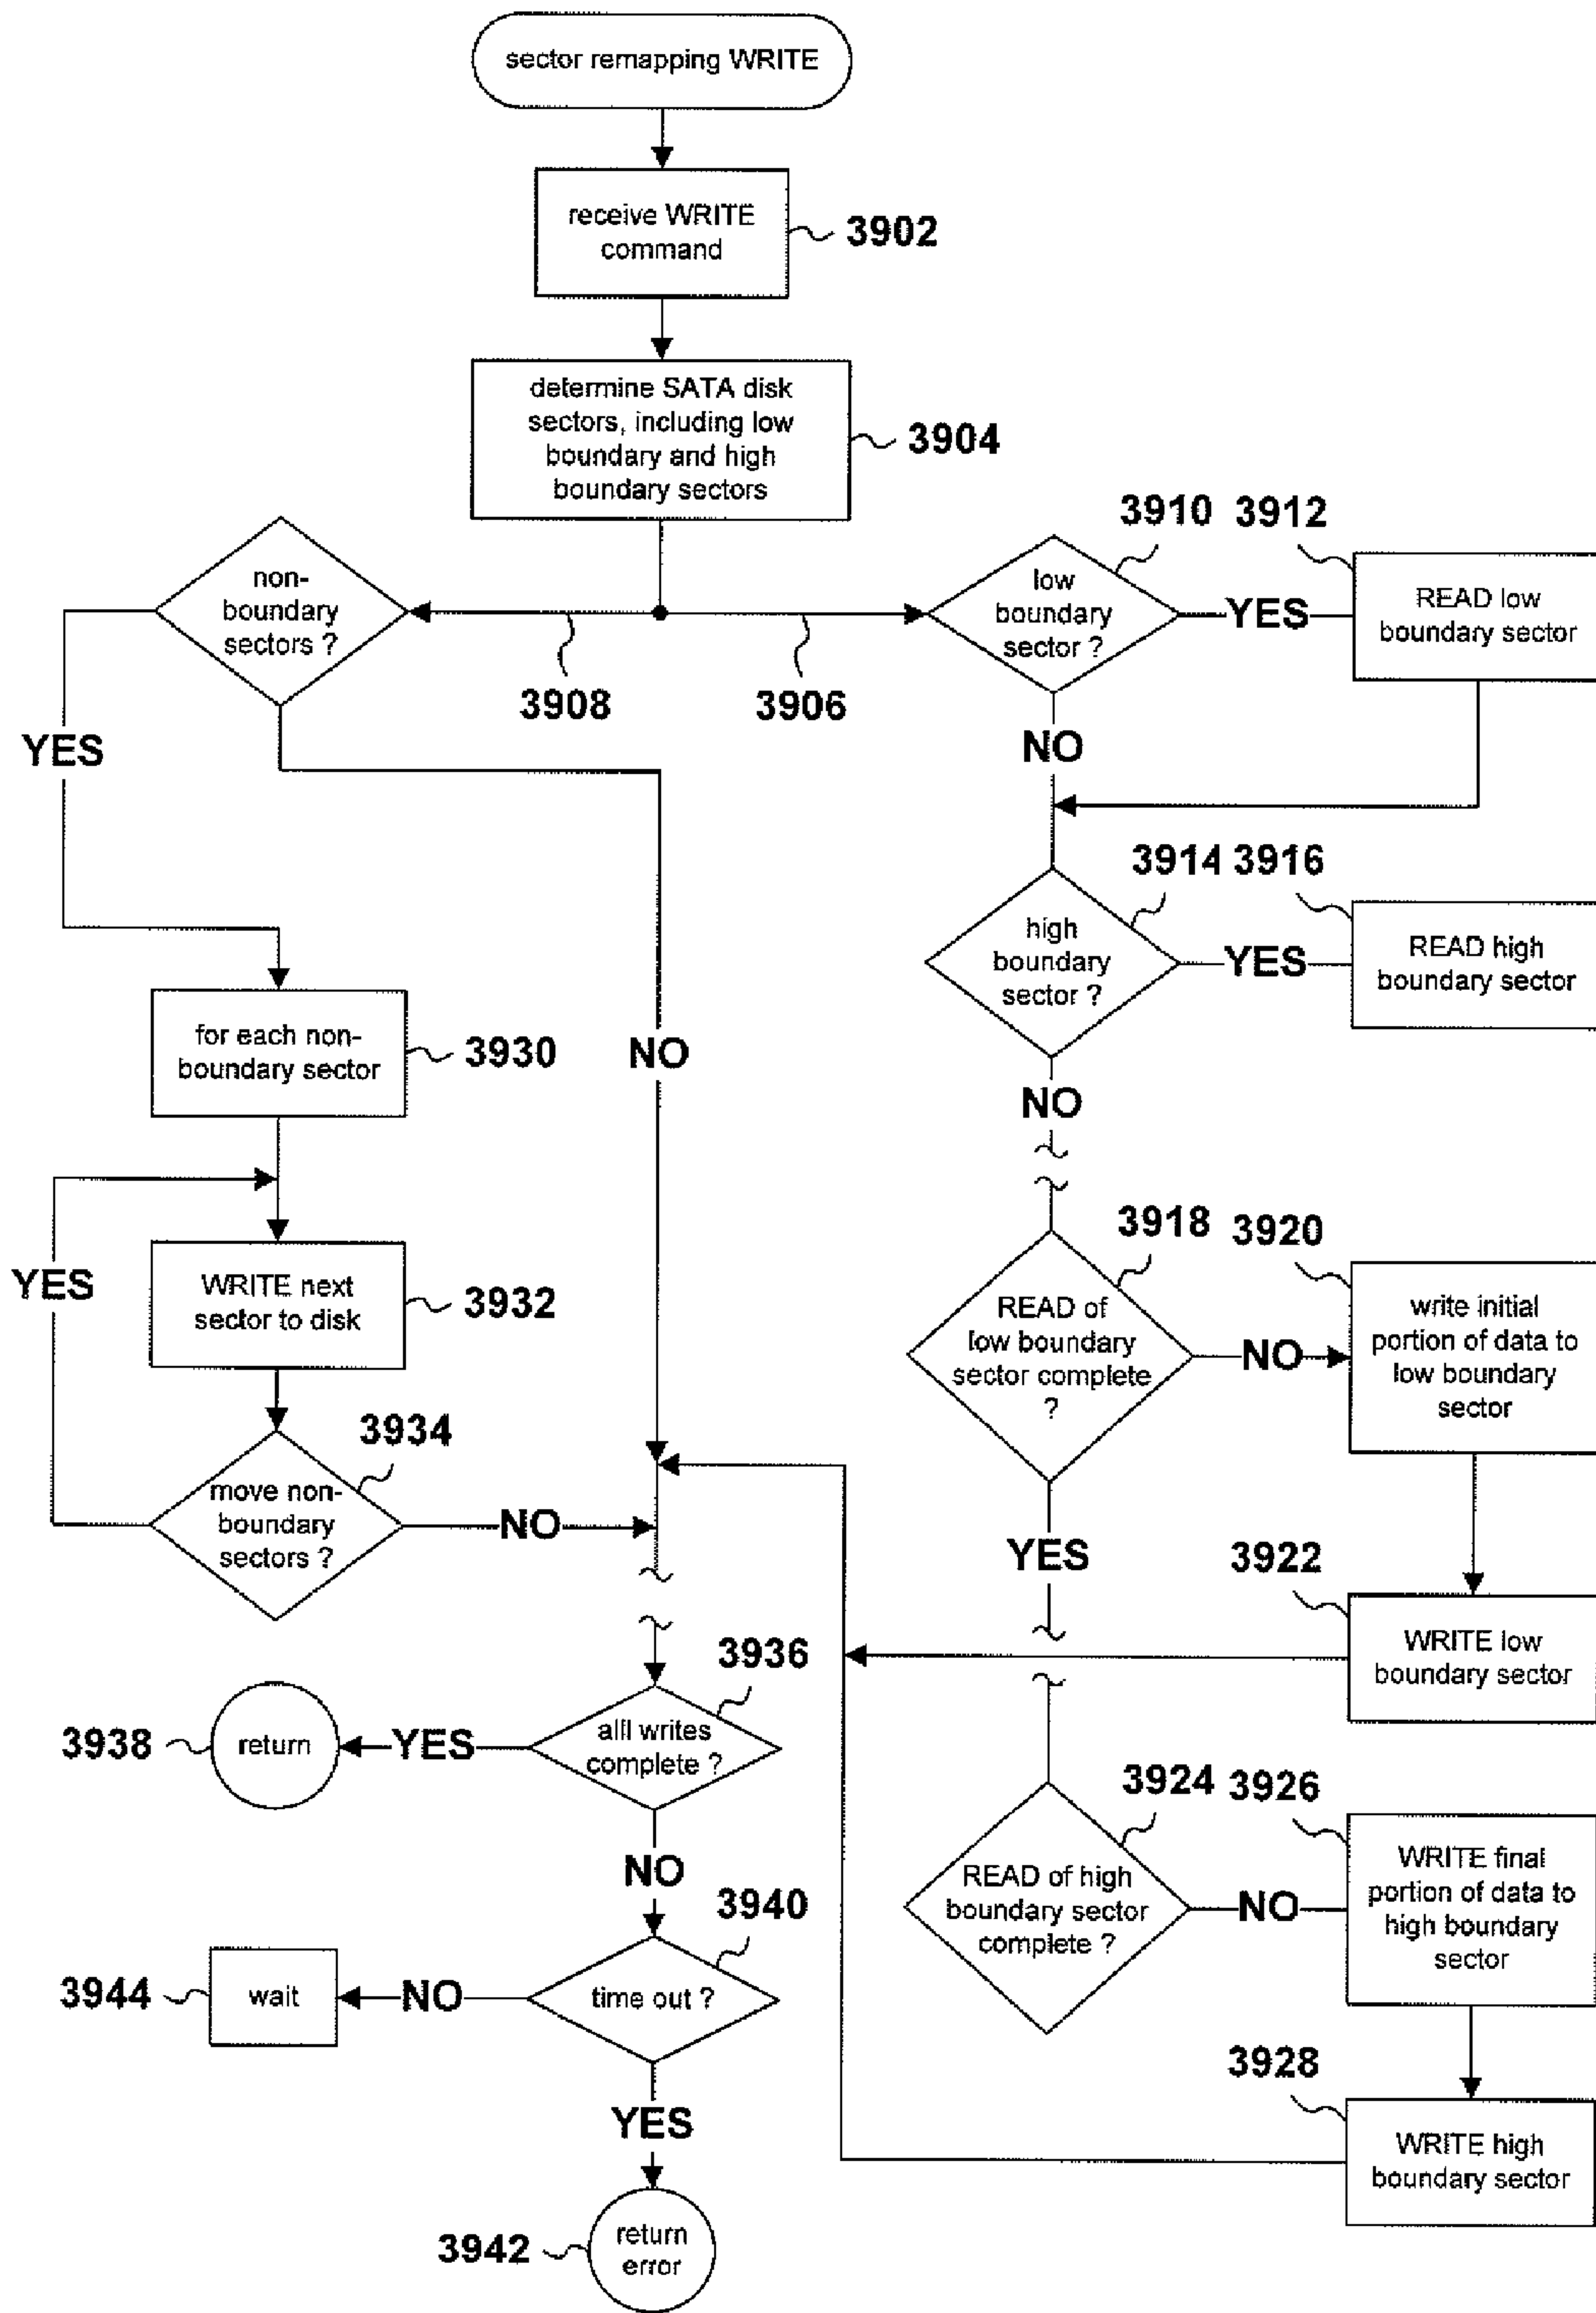 sector remapping WRITE
receive WRITE
command
3902
determine SATA disk
sectors, including low
boundary and high
boundary sectors
3904
non-
boundary
sectors ?
3908
3906
low
boundary
sector ?
3910
YES
3912
READ low
boundary sector
YES
NO
NO
high
boundary
sector ?
3914
YES
3916
READ high
boundary sector
NO
for each non-
boundary sector
3930
YES
WRITE next
sector to disk
3932
move non-
boundary
sectors ?
3934
NO
READ of
low boundary
sector complete
?
3918
NO
3920
write initial
portion of data to
low boundary
sector
YES
3922
WRITE low
boundary sector
3936
alll writes
complete ?
YES
return
3938
NO
3940
time out ?
NO
wait
3944
YES
return
error
3942
3924
READ of high
boundary sector
complete ?
NO
3926
WRITE final
portion of data to
high boundary
sector
3928
WRITE high
boundary sector